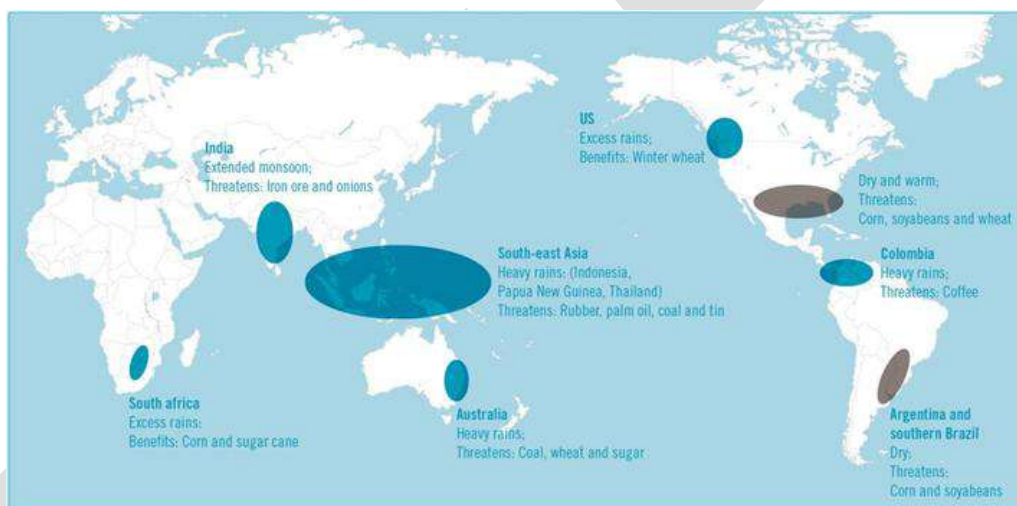 India
Extended monsoon;
Threatens: Iron ore and onions
US
Excess rains;
Benefits: Winter wheat
Dry and warm;
Threatens:
Corn, soyabeans and wheat
South-east Asia
Heavy rains: (Indonesia,
Papua New Guinea, Thailand)
Threatens: Rubber, palm oil, coal and tin
Colombia
Heavy rains;
Threatens: Coffee
South africa
Excess rains:
Benefits: Corn and sugar cane
Australia
Heavy rains;
Threatens: Coal, wheat and sugar
Argentina and
southern Brazil
Dry;
Threatens:
Corn and soyabeans